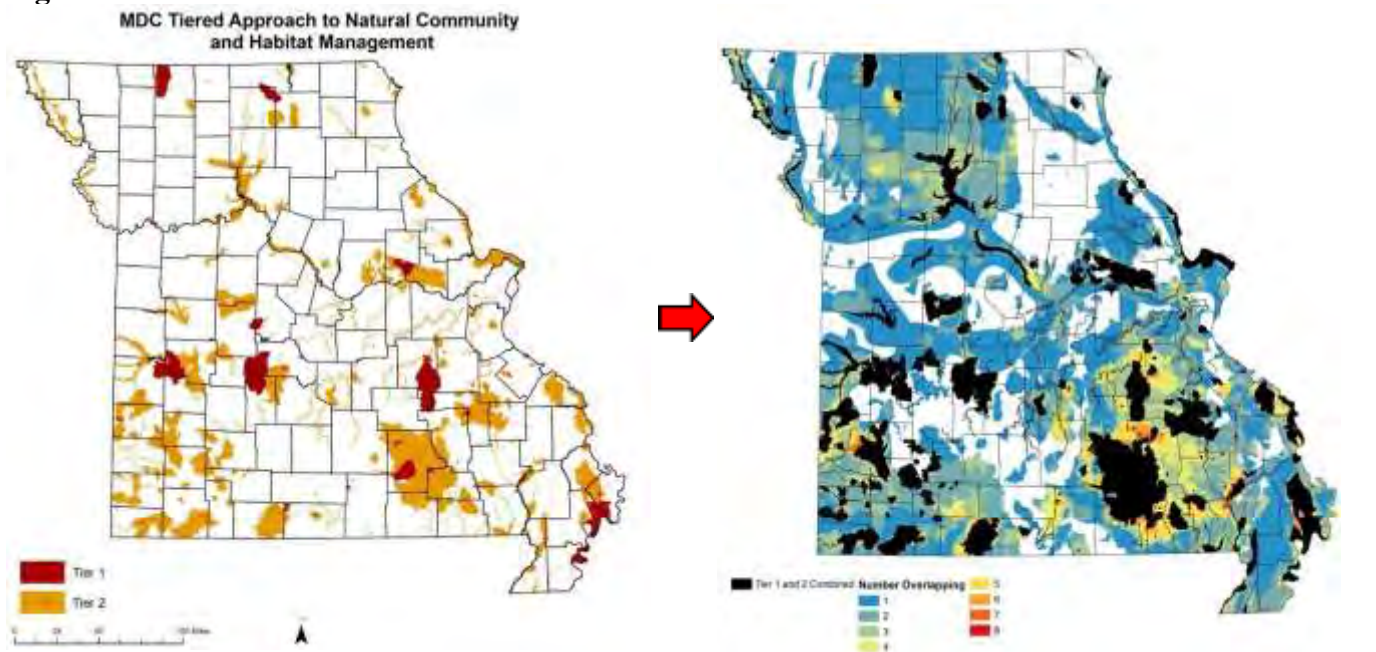 MDC Tiered Approach to Natural Community
and Habitat Management
Tier 1
Tier 2
Miles
Tier 1 and 2 Combined
Number Overlapping
1
2
3
4
5
6
7
8